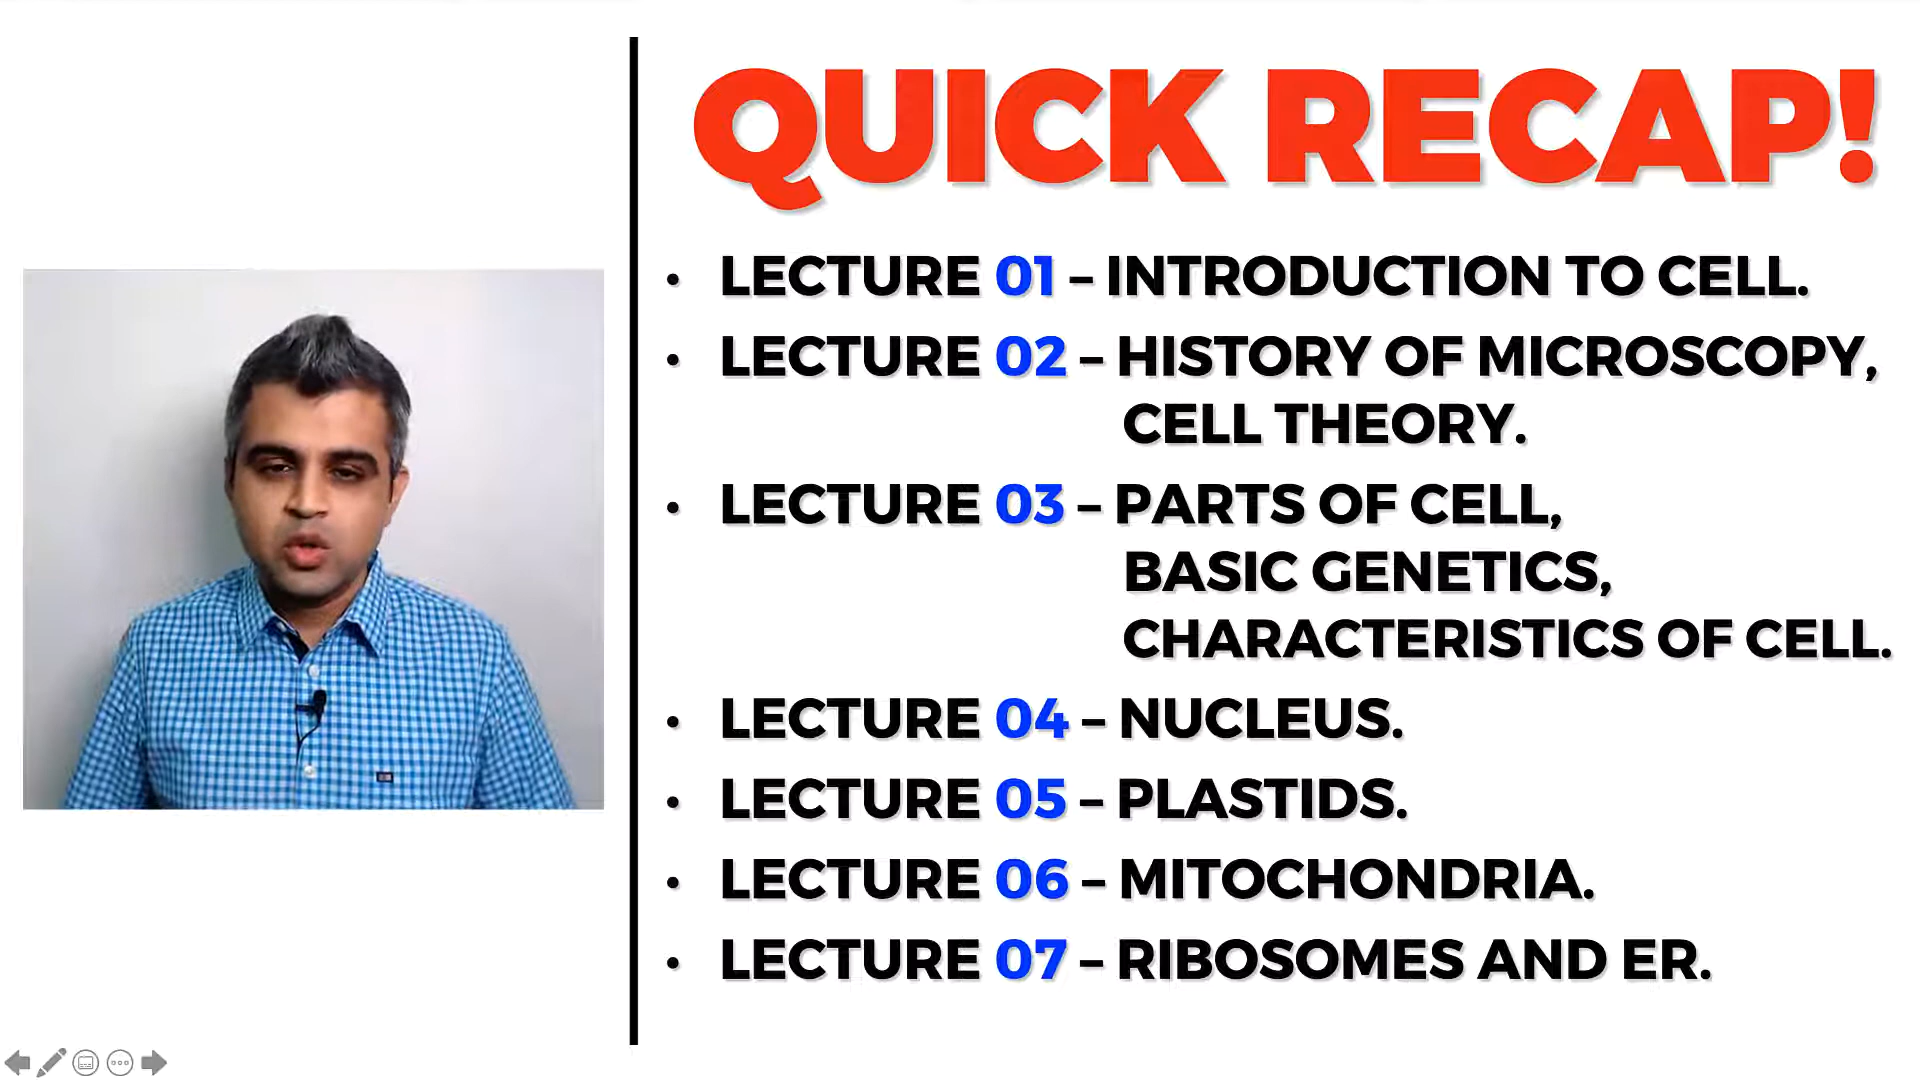 QUICK RECAP!
• LECTURE 01 – INTRODUCTION TO CELL.
• LECTURE 02 – HISTORY OF MICROSCOPY,
CELL THEORY.
• LECTURE 03 – PARTS OF CELL,
BASIC GENETICS,
CHARACTERISTICS OF CELL.
• LECTURE 04 – NUCLEUS.
• LECTURE 05 – PLASTIDS.
• LECTURE 06 – MITOCHONDRIA.
• LECTURE 07 – RIBOSOMES AND ER.